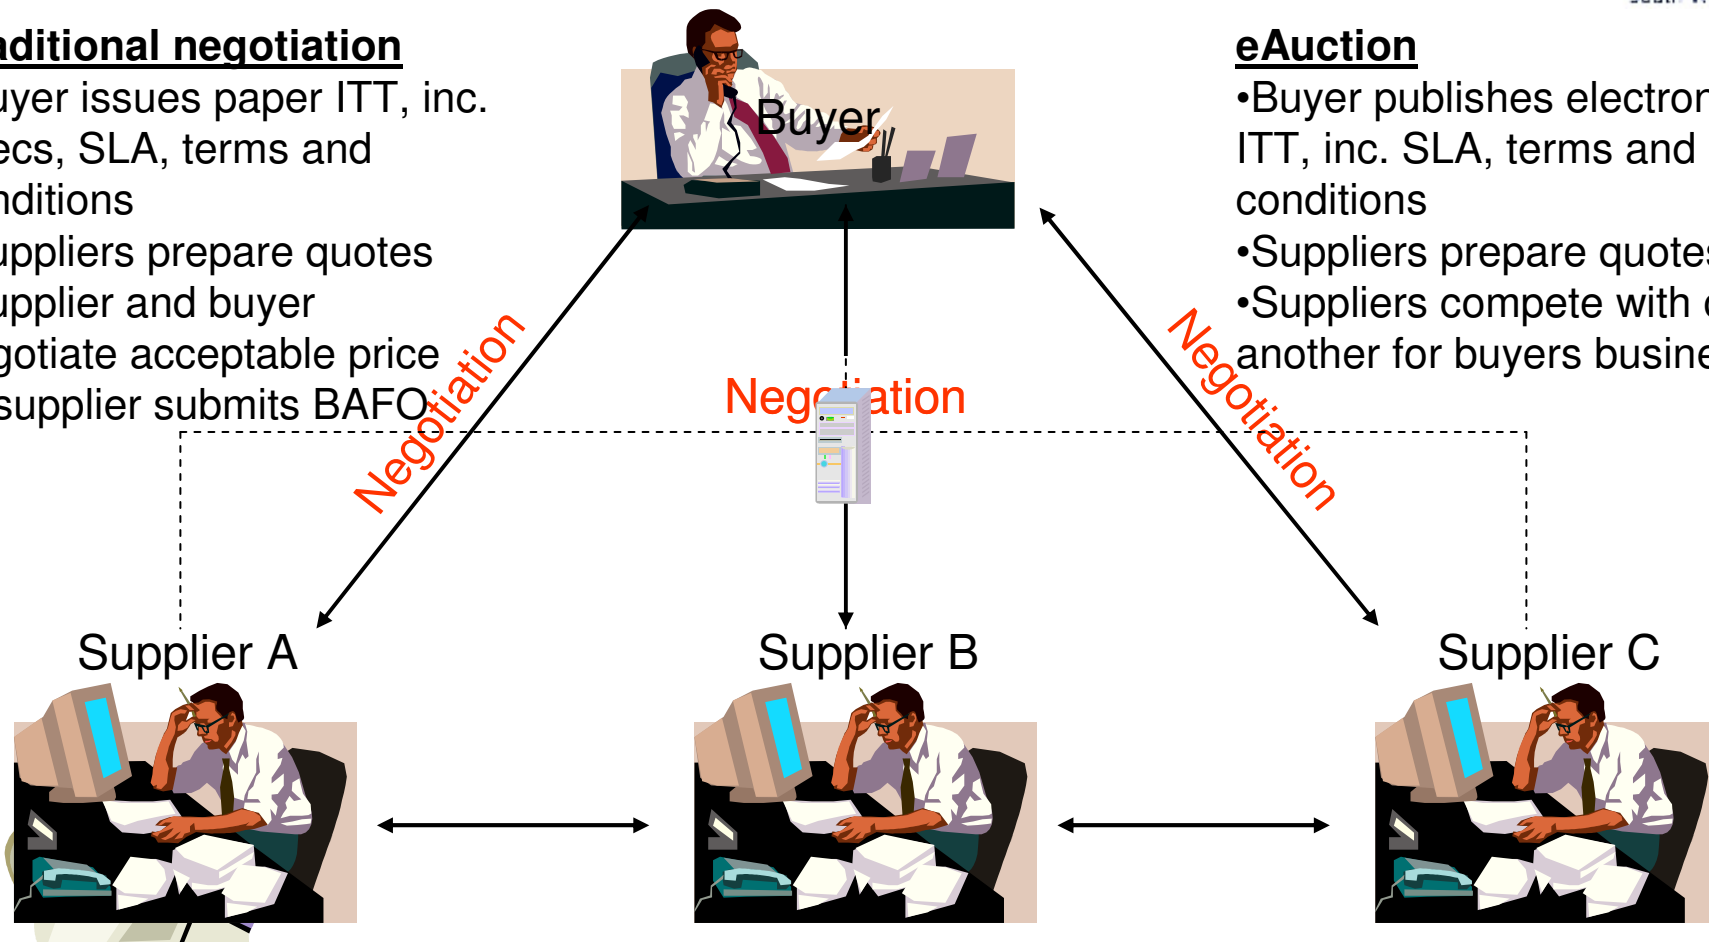 aditional negotiation
uyer issues paper ITT, inc.
ecs, SLA, terms and
nditions
uppliers prepare quotes
upplier and buyer
gotiate acceptable price
supplier submits BAFO
Buyer
eAuction
•Buyer publishes electron
ITT, inc. SLA, terms and
conditions
•Suppliers prepare quotes
•Suppliers compete with o
another for buyers busine
Negotiation
Negotiation
Negotiation
Supplier A
Supplier B
Supplier C